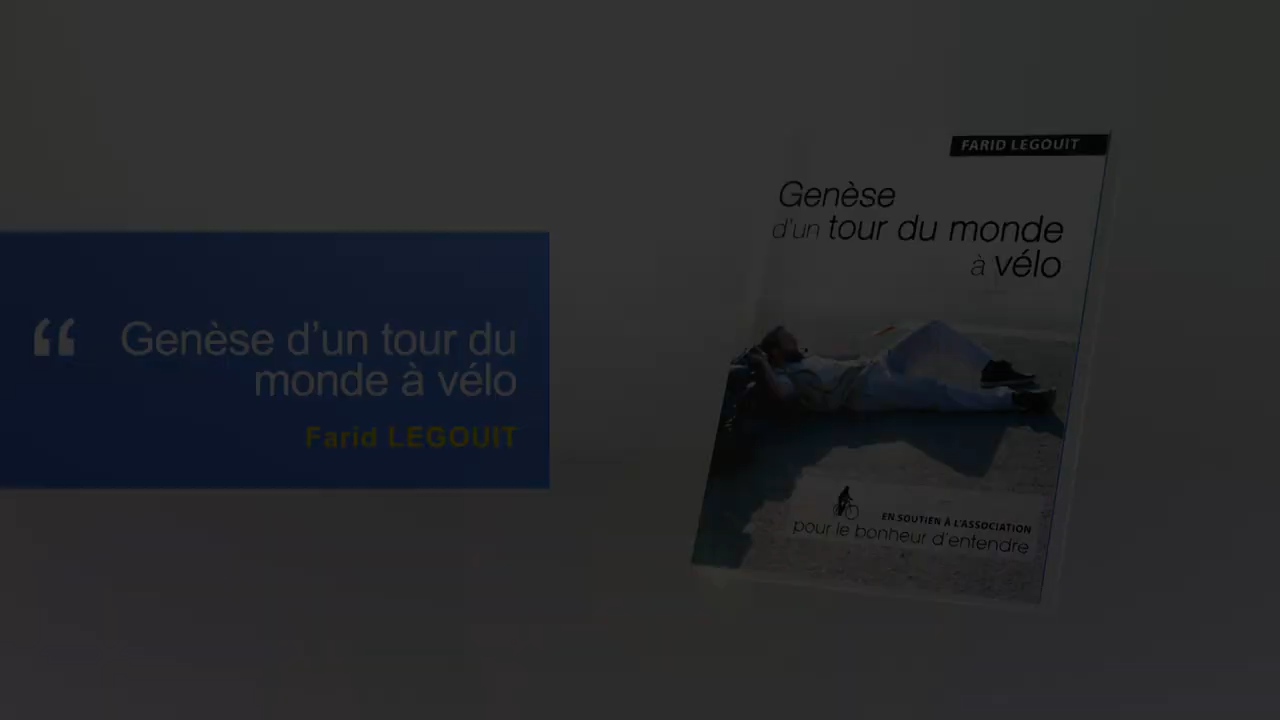 “ Genèse d’un tour du
monde à vélo
Farid LEGOUIT
FARID LEGOUIT
Genèse
d'un tour du monde
à vélo
EN SOUTIEN À L'ASSOCIATION
pour le bonheur d'entendre